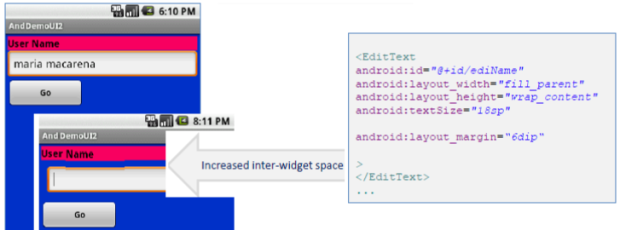 6:10 PM
AndDemoUI2
User Name
maria macarena
Go
8:11 PM
And DemoUI2
User Name
Go
Increased inter-widget space
<EditText
android:id="@+id/ediName"
android:layout_width="fill_parent"
android:layout_height="wrap_content"
android:textSize="18sp"
android:layout_margin="6dip"
>
</EditText>
...